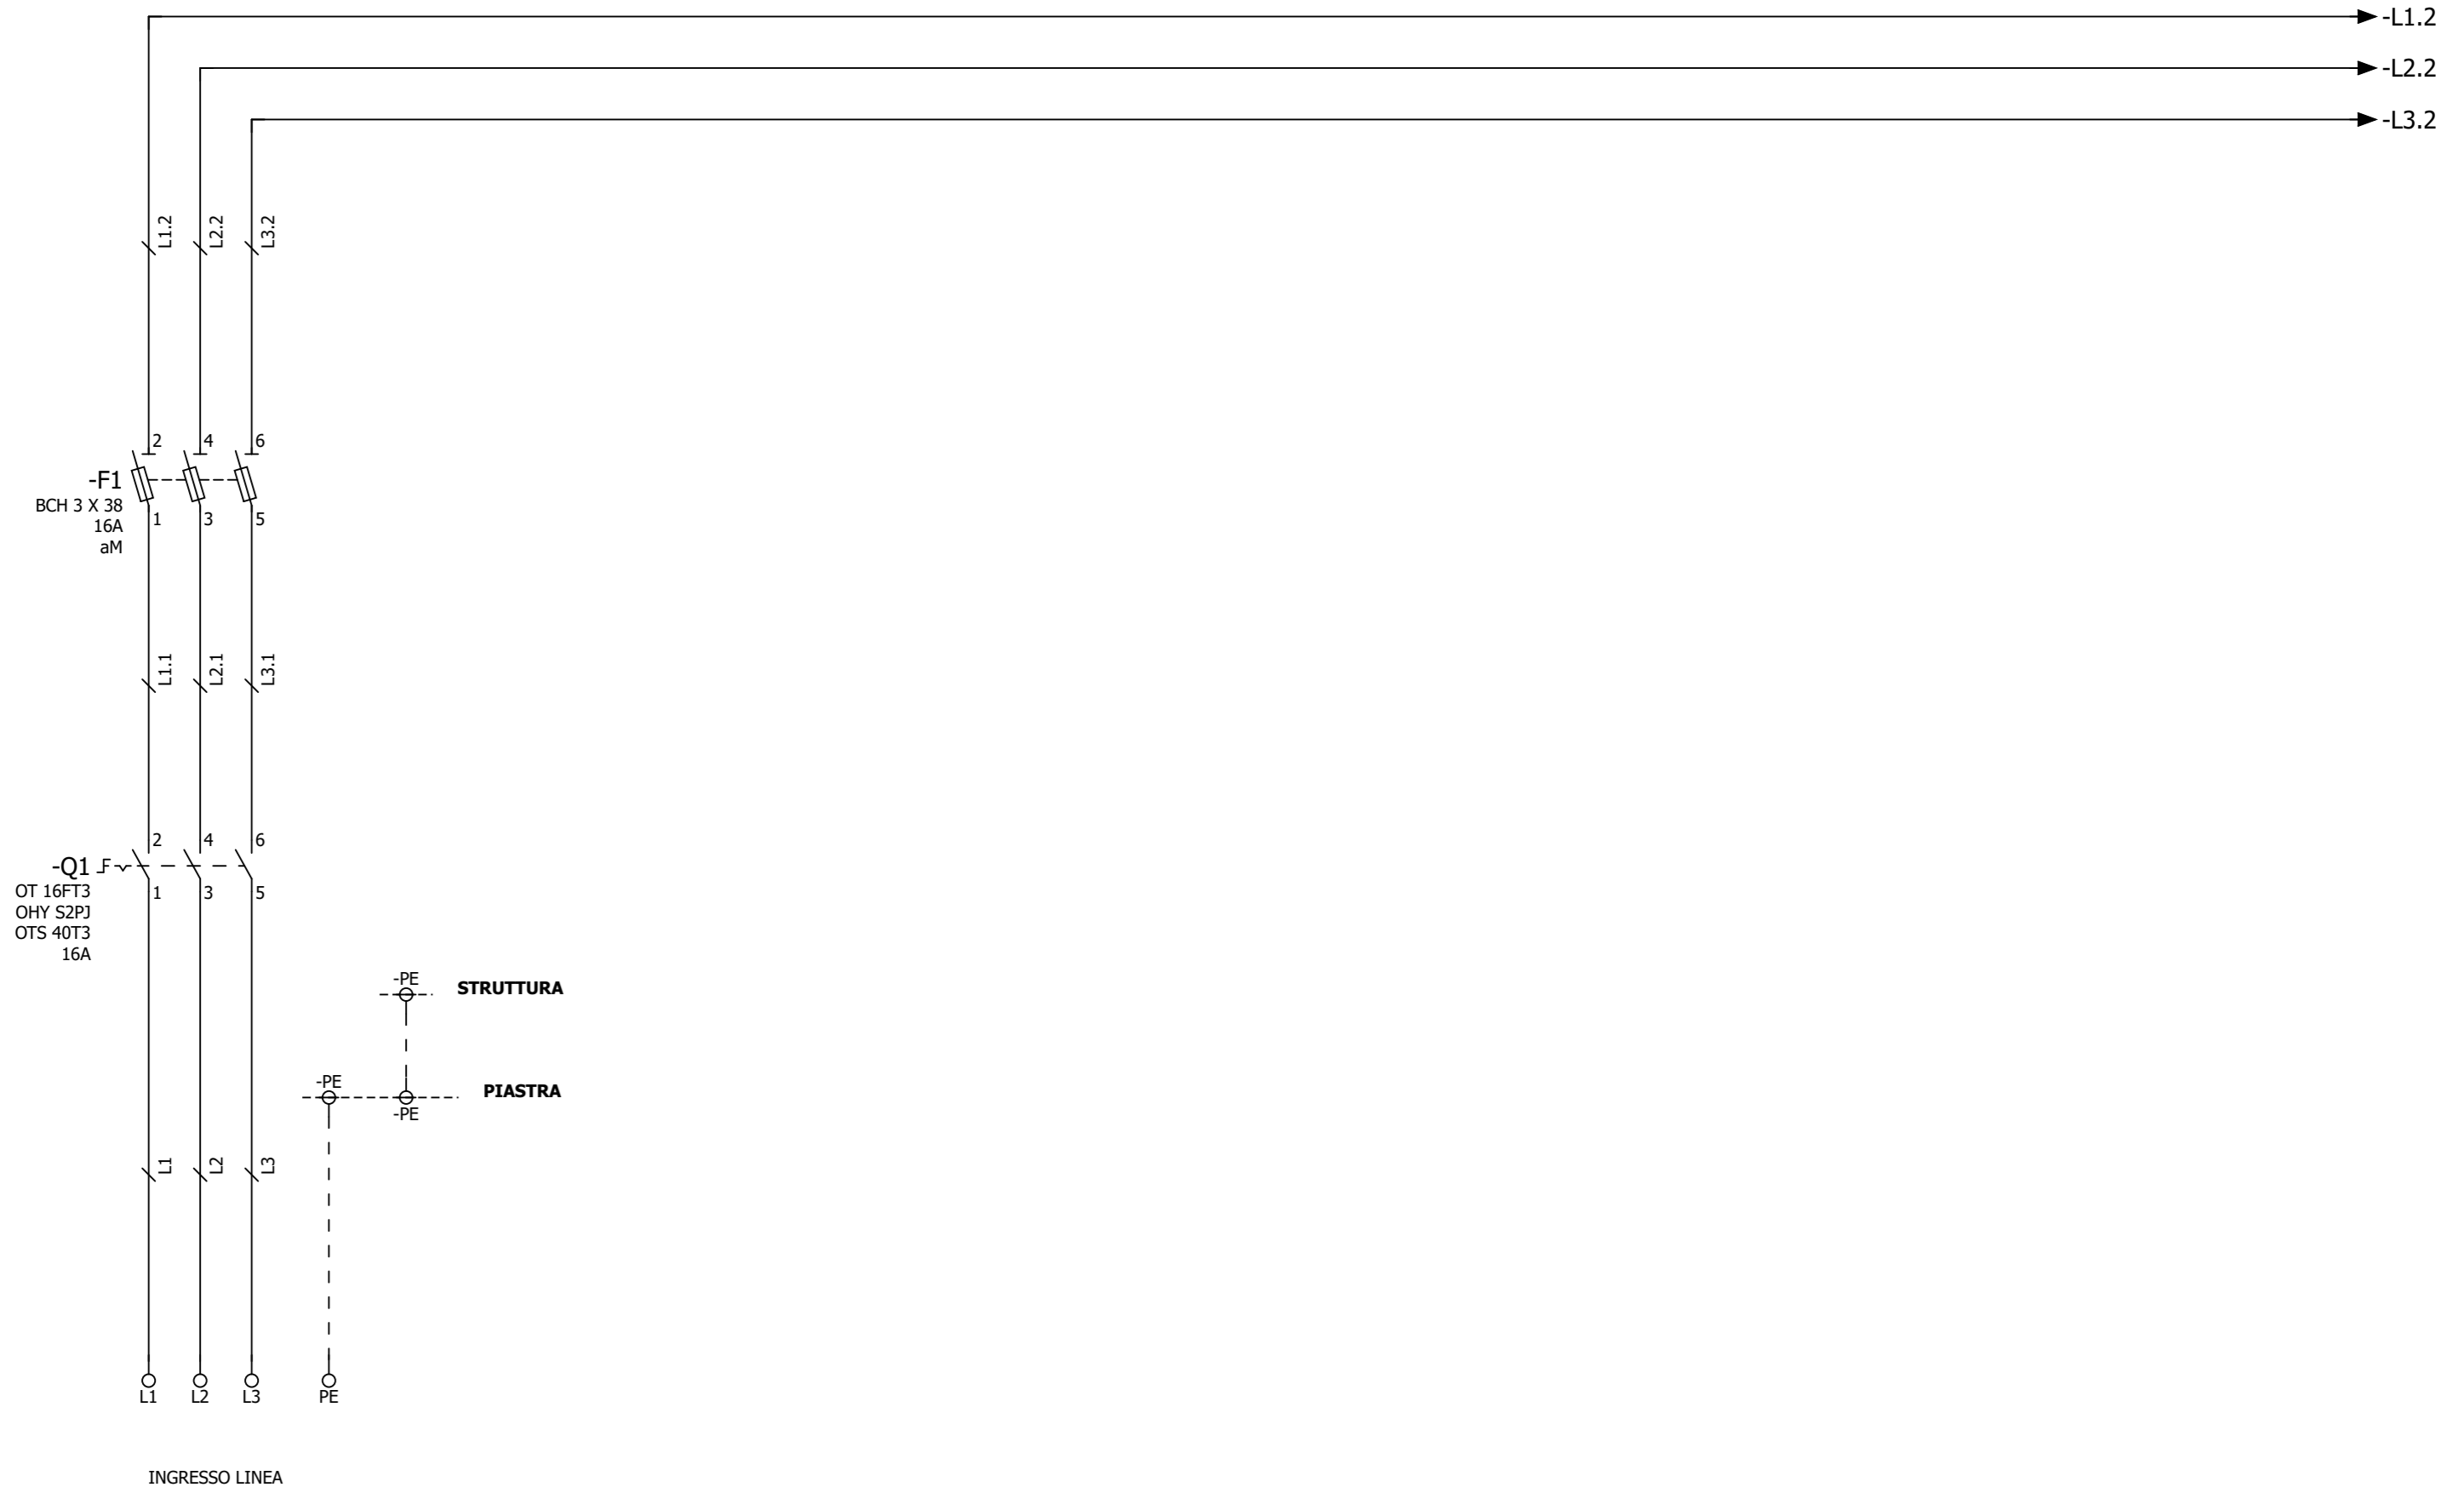 -L1.2
-L2.2
-L3.2
L1.2 L2.2 L3.2
2 4 6
-F1
BCH 3 X 38
16A
aM
1 3 5
L1.1 L2.1 L3.1
2 4 6
-Q1
OT 16FT3
OHY S2PJ
OTS 40T3
16A
1 3 5
-PE
STRUTTURA
-PE
PIASTRA
-PE
L1 L2 L3
L1 L2 L3 PE
INGRESSO LINEA